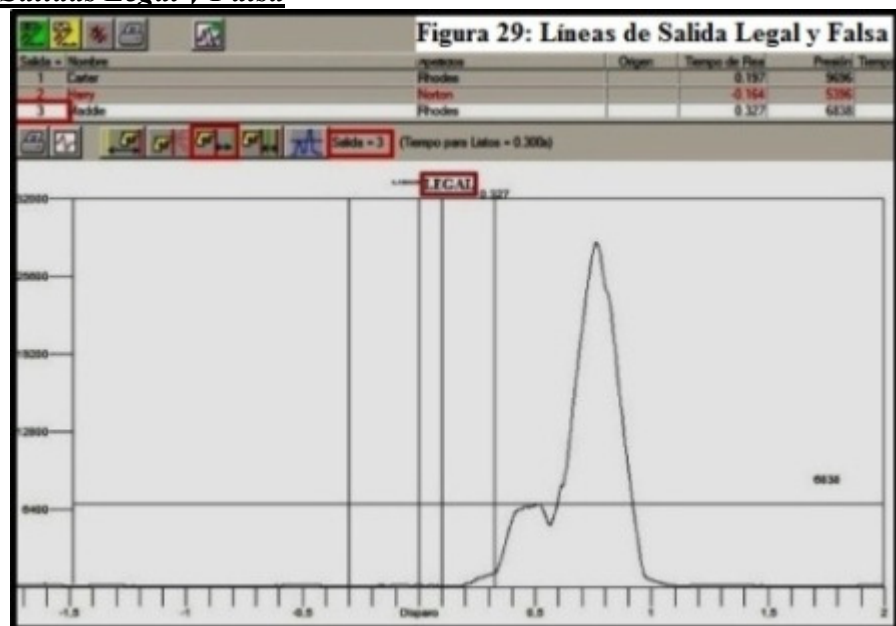 Salidas Legal y Falsa
Figura 29: Líneas de Salida Legal y Falsa
Salida Nombre Apellidos Origen Tiempo de Rea Presión Tiempo
1 Carter Rhodes 0.197 9696
2 Harry Norton -0.164 5396
3 Maddie Rhodes 0.327 6838
Salida = 3 (Tiempo para Listos = 0.300s)
LEGAL
0.327
32000
25600
19200
12800
6838
6400
-1.5 -1 -0.5 Disparo 0.5 1 1.5 2